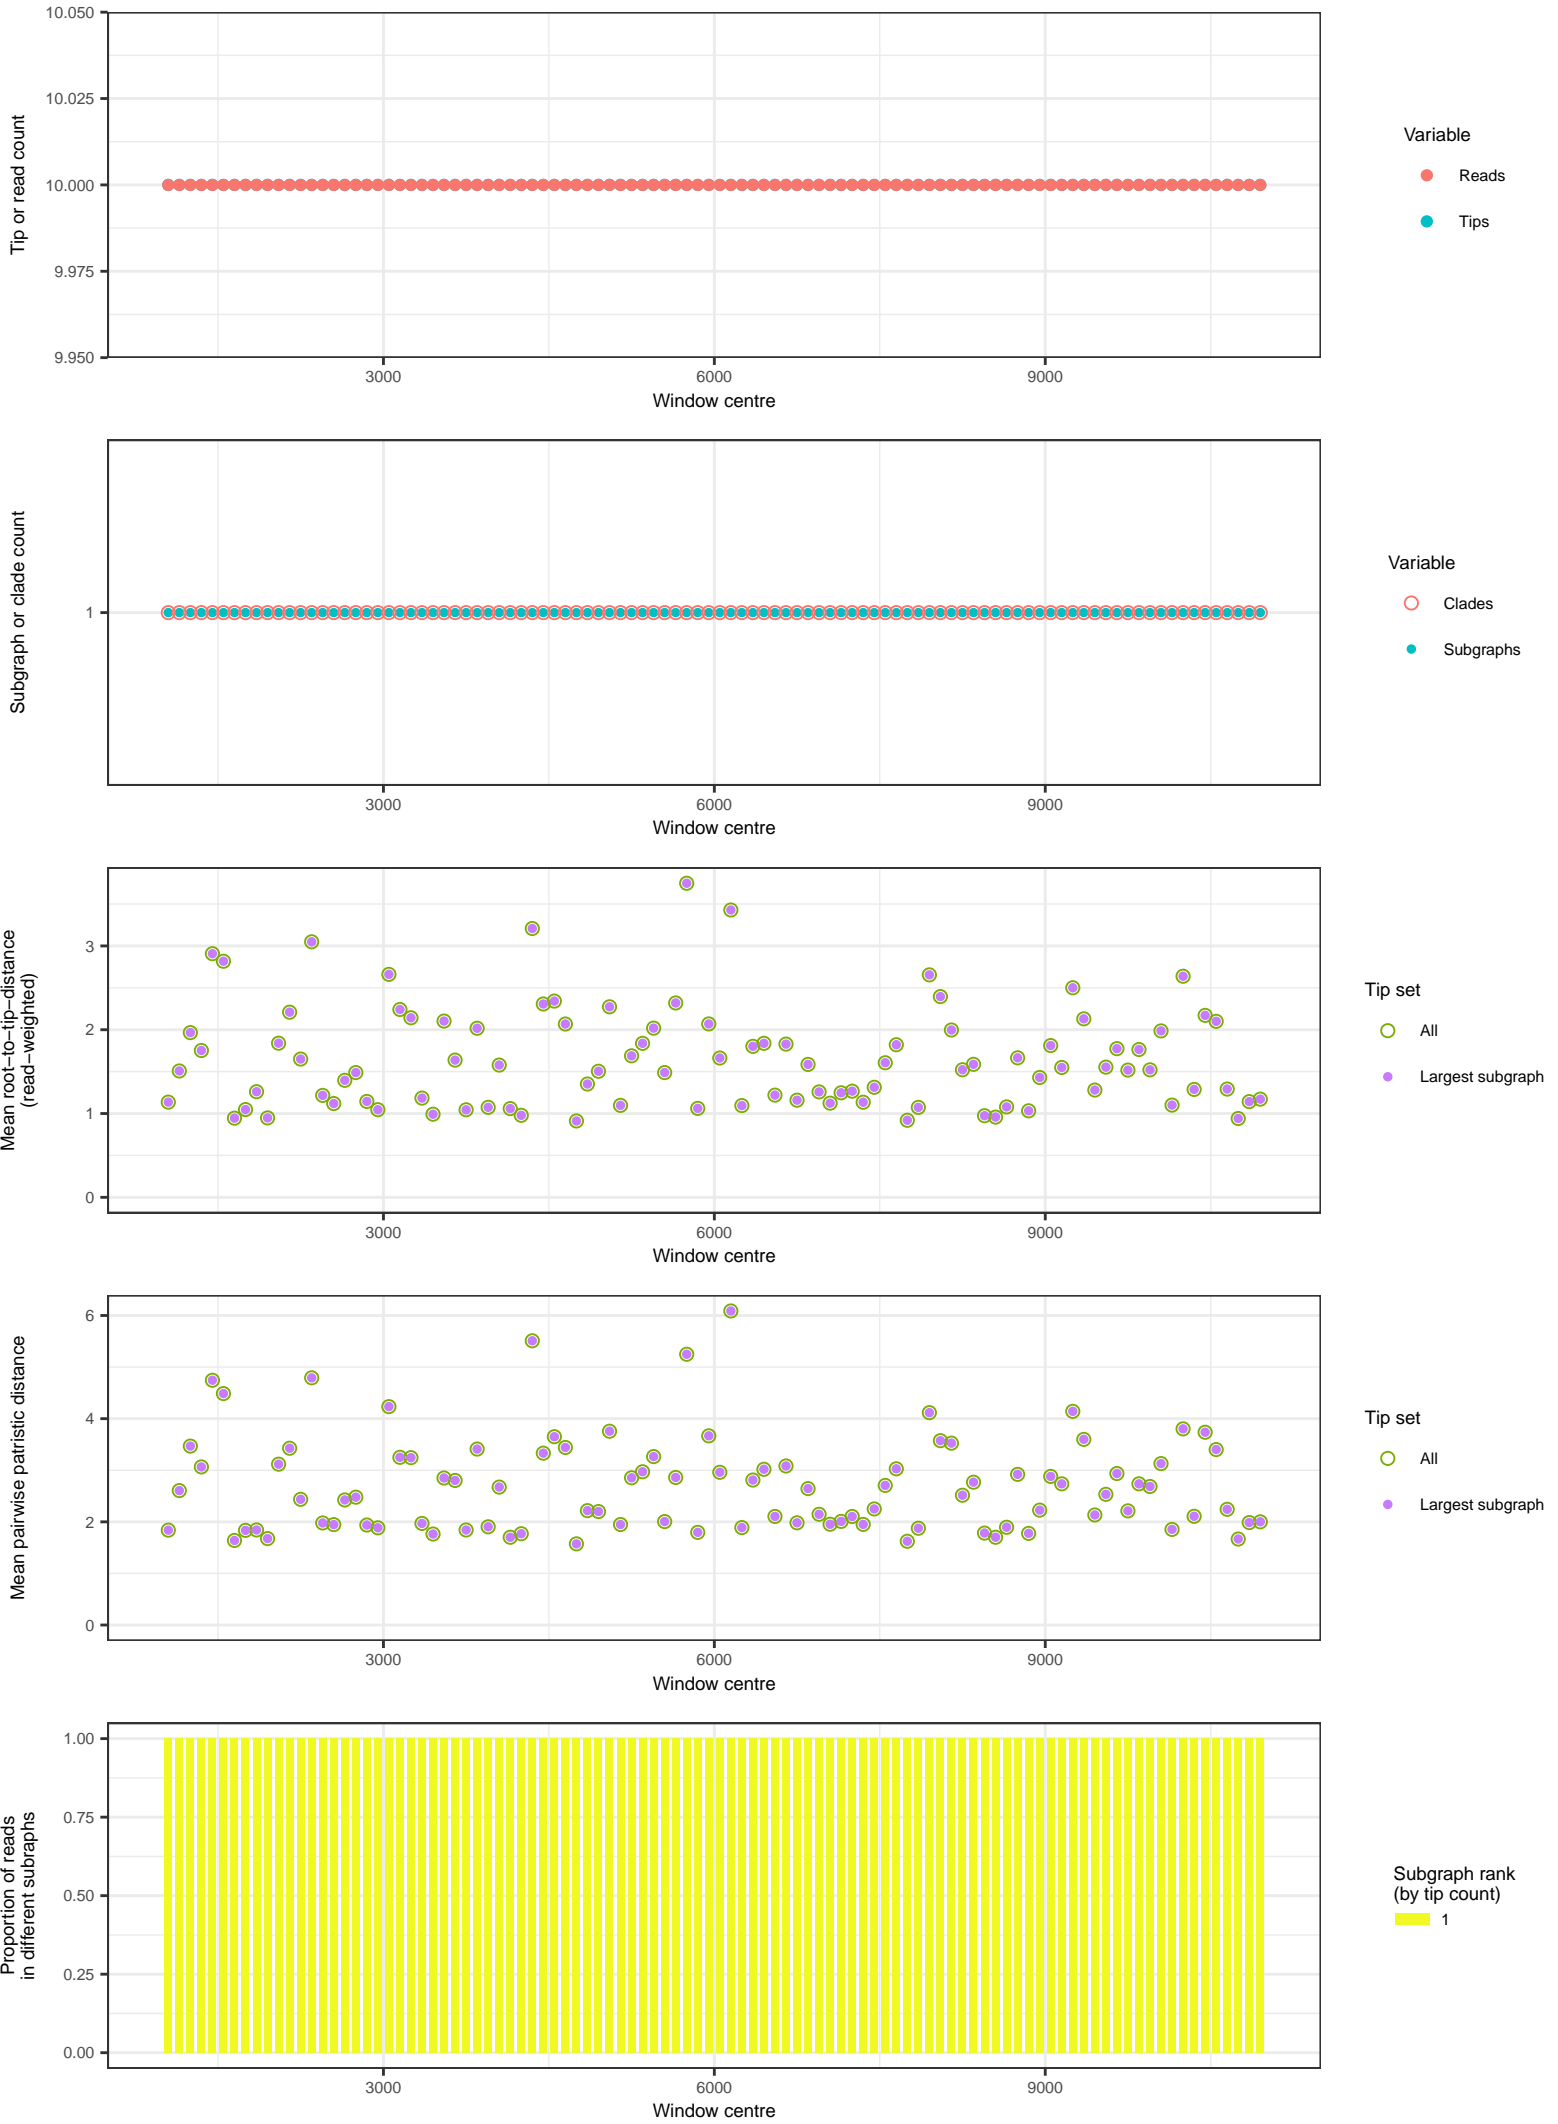 10.050
10.025
10.000
9.975
9.950
Tip or read count
3000
6000
9000
Window centre
Variable
Reads
Tips
1
Subgraph or clade count
3000
6000
9000
Window centre
Variable
Clades
Subgraphs
3
2
1
0
Mean root−to−tip−distance
(read−weighted)
3000
6000
9000
Window centre
Tip set
All
Largest subgraph
6
4
2
0
Mean pairwise patristic distance
3000
6000
9000
Window centre
Tip set
All
Largest subgraph
1.00
0.75
0.50
0.25
0.00
Proportion of reads
in different subraphs
3000
6000
9000
Window centre
Subgraph rank
(by tip count)
1